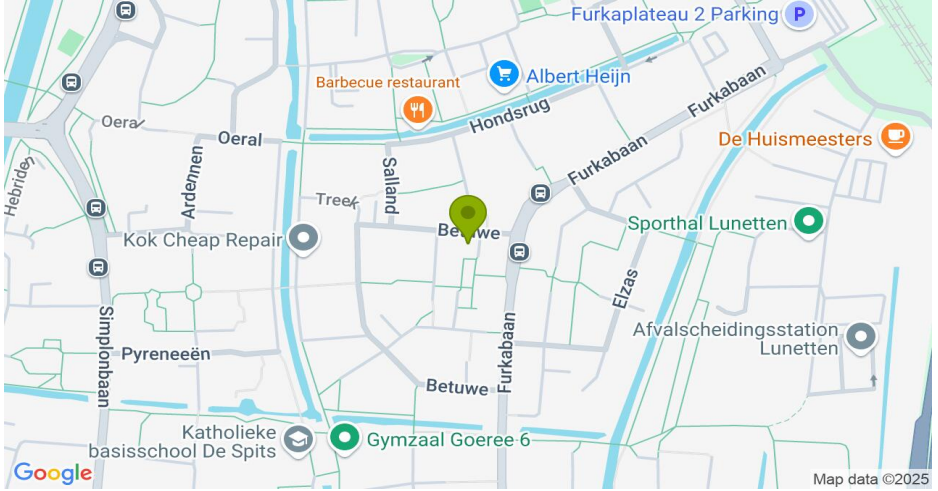 Furkaplateau 2 Parking
P
Barbecue restaurant
Albert Heijn
Hondsrug
Furkabaan
Oeral
Oeral
De Huismeesters
Hebriden
Ardennen
Salland
Treek
Furkabaan
Kok Cheap Repair
Betuwe
Sporthal Lunetten
Elzas
Simplonbaan
Pyreneeën
Furkabaan
Afvalscheidingsstation
Lunetten
Betuwe
Katholieke
basisschool De Spits
Gymzaal Goeree 6
Google
Map data ©2025